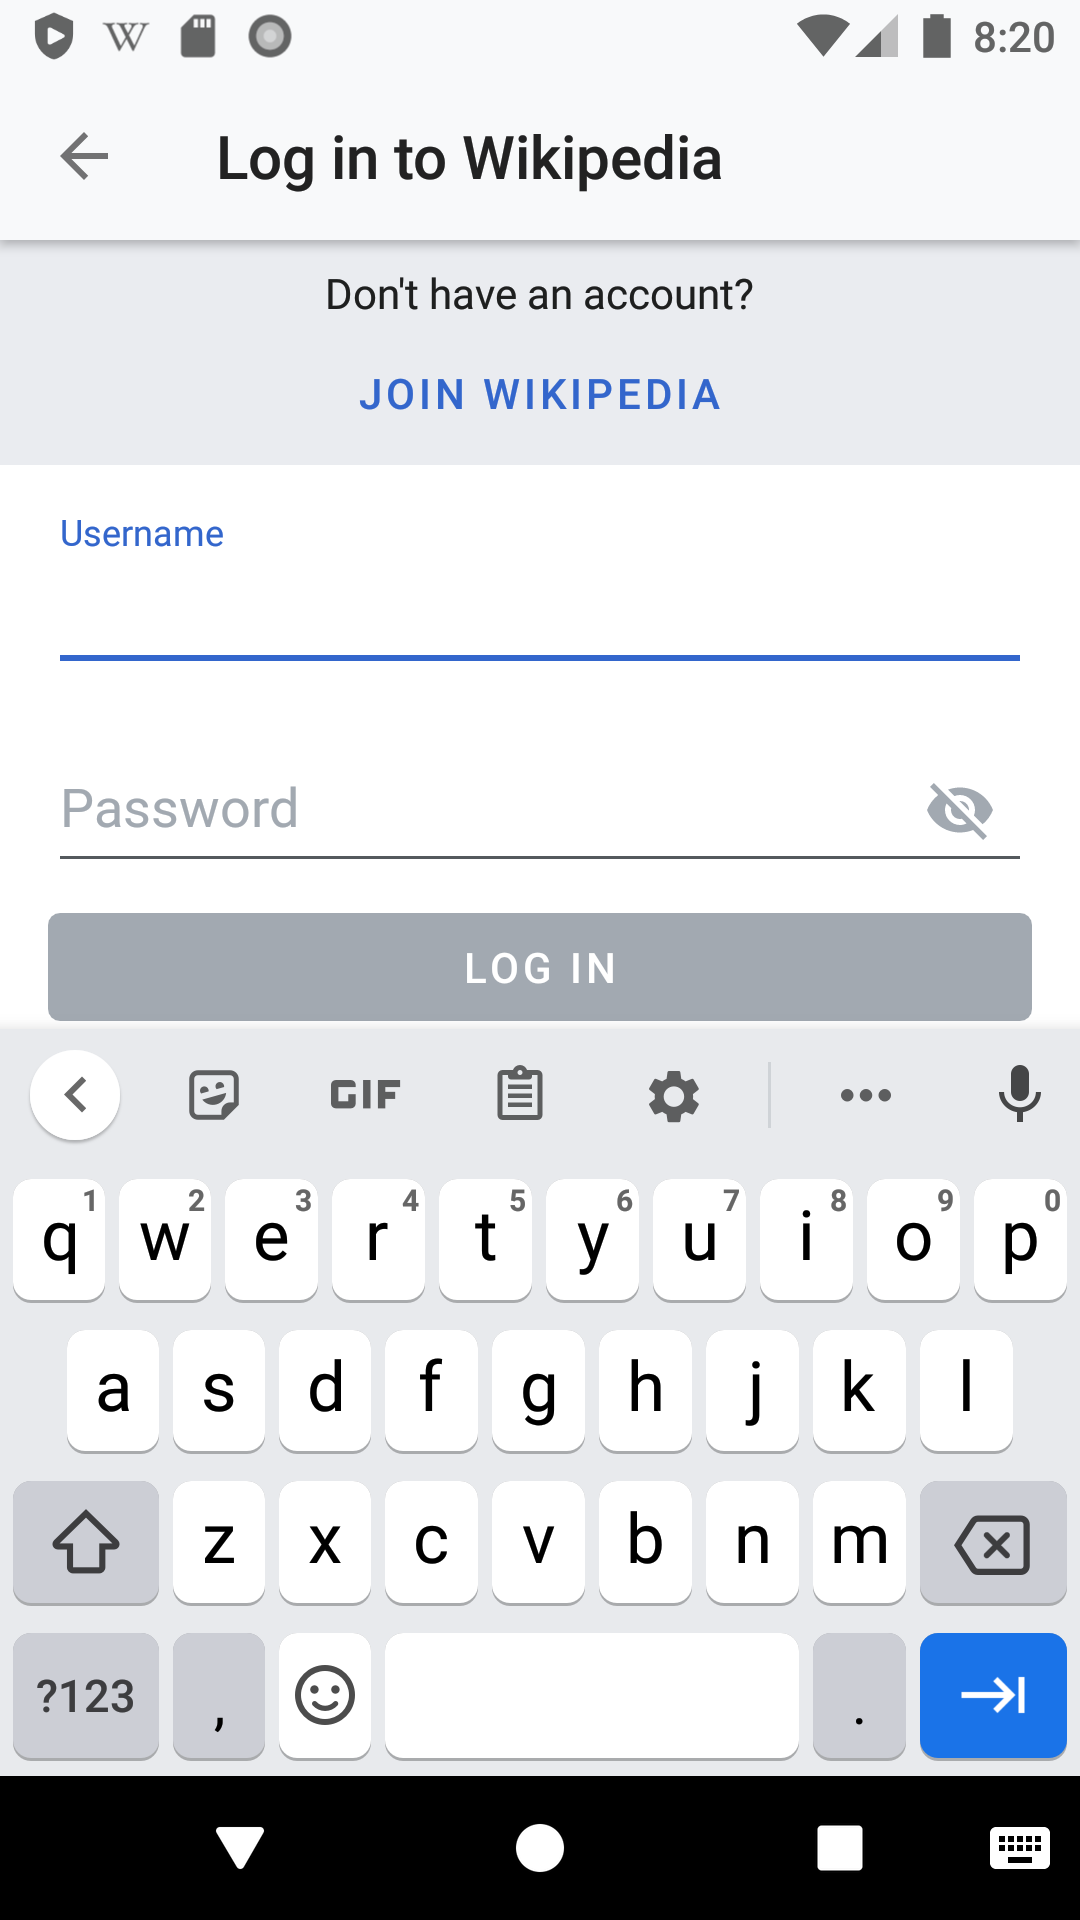 W 8:20
Log in to Wikipedia
Don't have an account?
JOIN WIKIPEDIA
Username
Password
LOG IN
GIF
1 2 3 4 5 6 7 8 9 0
q w e r t y u i o p
a s d f g h j k l
z x c v b n m
?123 , .